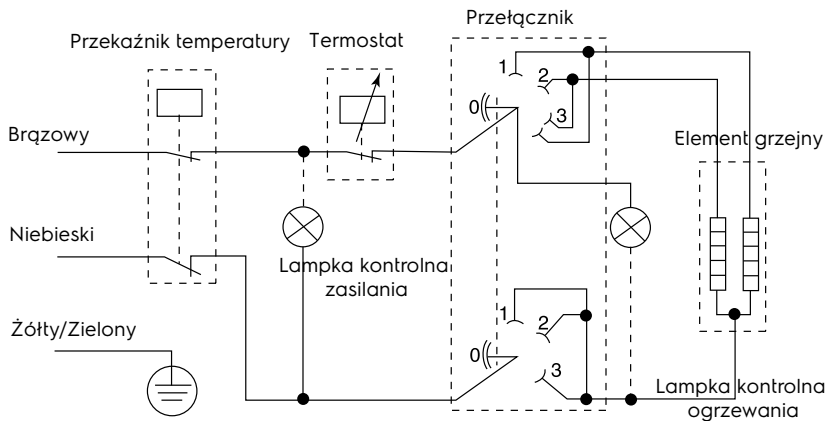 Przełącznik
Przekaźnik temperatury
Termostat
1
2
0
3
Brązowy
Element grzejny
Niebieski
Lampka kontrolna
zasilania
1
2
Żółty/Zielony
0
3
Lampka kontrolna
ogrzewania